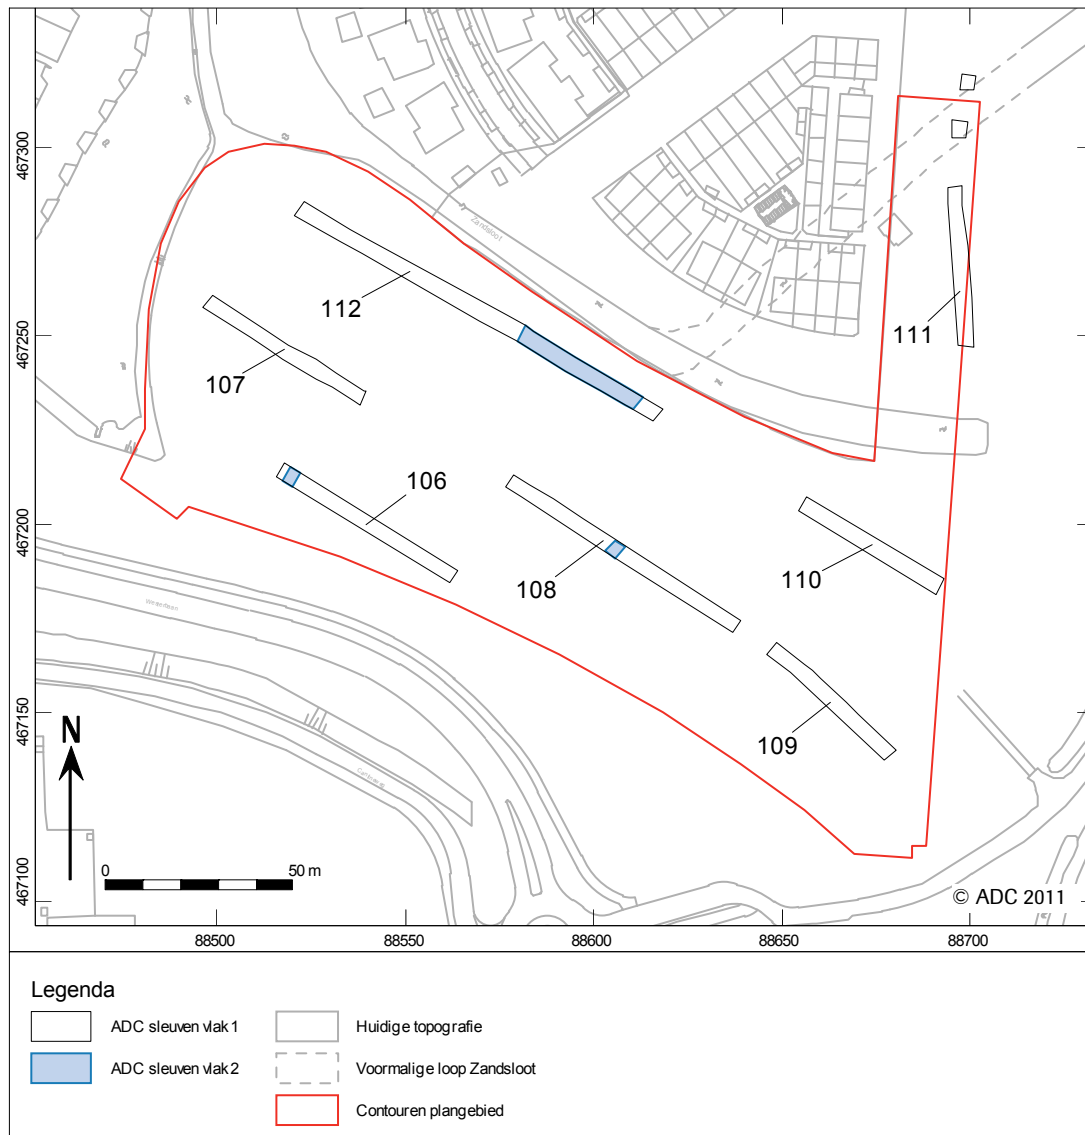 467300
467250
467200
467150
467100
Zandsloot
112
107
111
106
108
110
109
N
0 50 m
© ADC 2011
88500 88550 88600 88650 88700
Legenda
ADC sleuven vlak 1
Huidige topografie
ADC sleuven vlak 2
Voormalige loop Zandsloot
Contouren plangebied